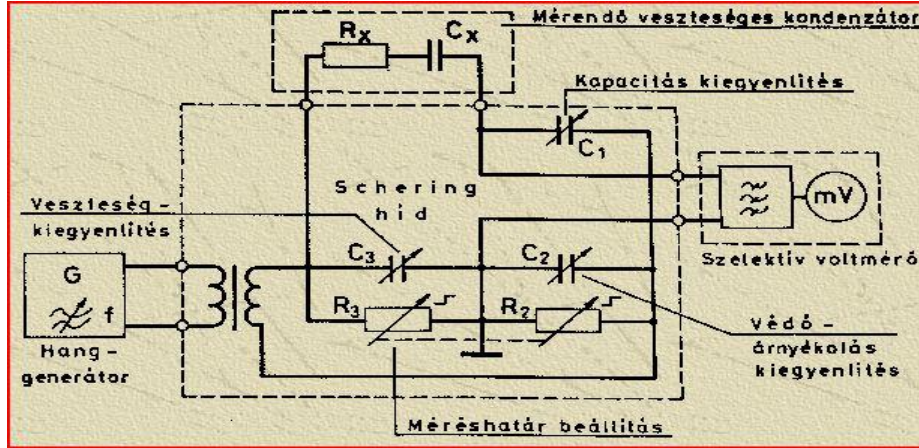 Mérendő veszteséges kondenzátor
Rx
Cx
Kapacitás kiegyenlítés
C1
Schering
híd
Veszteség-
kiegyenlítés
mV
Szelektív voltmérő
C3
C2
G
f
R3
R2
Hang-
generátor
Védő-
árnyékolás
kiegyenlítés
Méréshatár beállítás